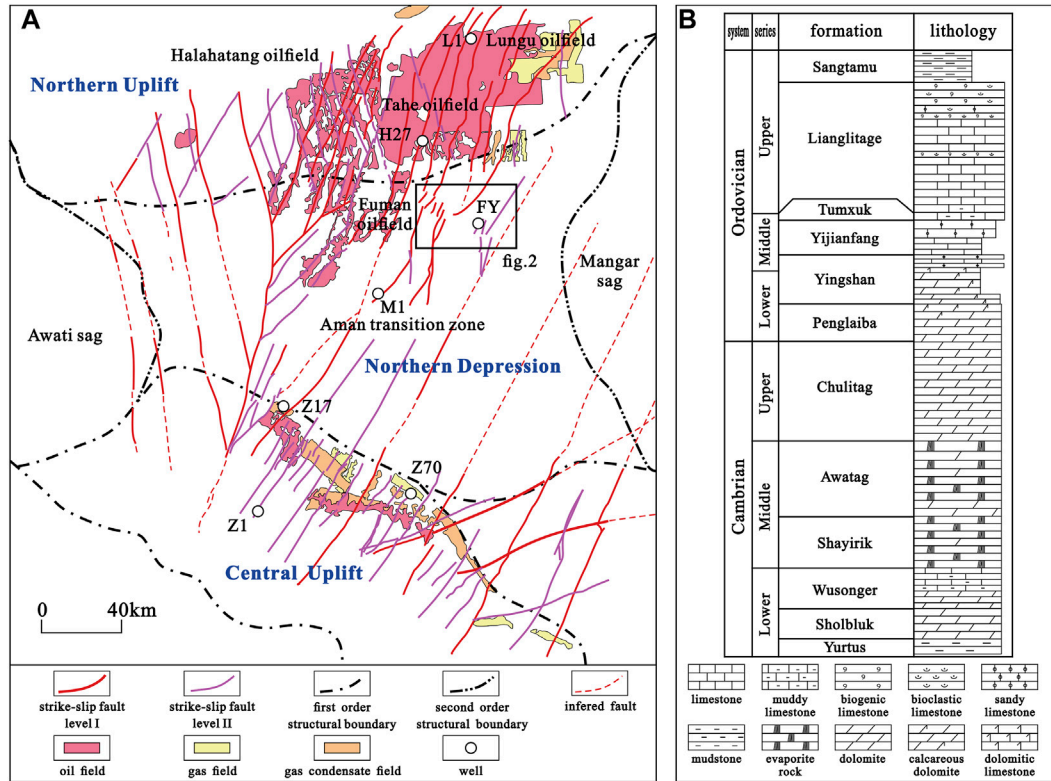 A
Halahatang oilfield
L1
Lungu oilfield
Northern Uplift
Tahe oilfield
H27
Fuman
oilfield
FY
fig.2
Mangar
sag
M1
Aman transition zone
Awati sag
Northern Depression
Z17
Z70
Z1
Central Uplift
0 40km
strike-slip fault
level I
strike-slip fault
level II
first order
structural boundary
second order
structural boundary
infered fault
oil field
gas field
gas condensate field
well
B
system series formation lithology
Ordovician
Upper
Middle
Lower
Cambrian
Upper
Middle
Lower
Sangtamu
Lianglitage
Tumxuk
Yijianfang
Yingshan
Penglaiba
Chulitag
Awatag
Shayirik
Wusonger
Sholbluk
Yurtus
limestone
muddy
limestone
biogenic
limestone
bioclastic
limestone
sandy
limestone
mudstone
evaporite
rock
dolomite
calcareous
dolomite
dolomitic
limestone